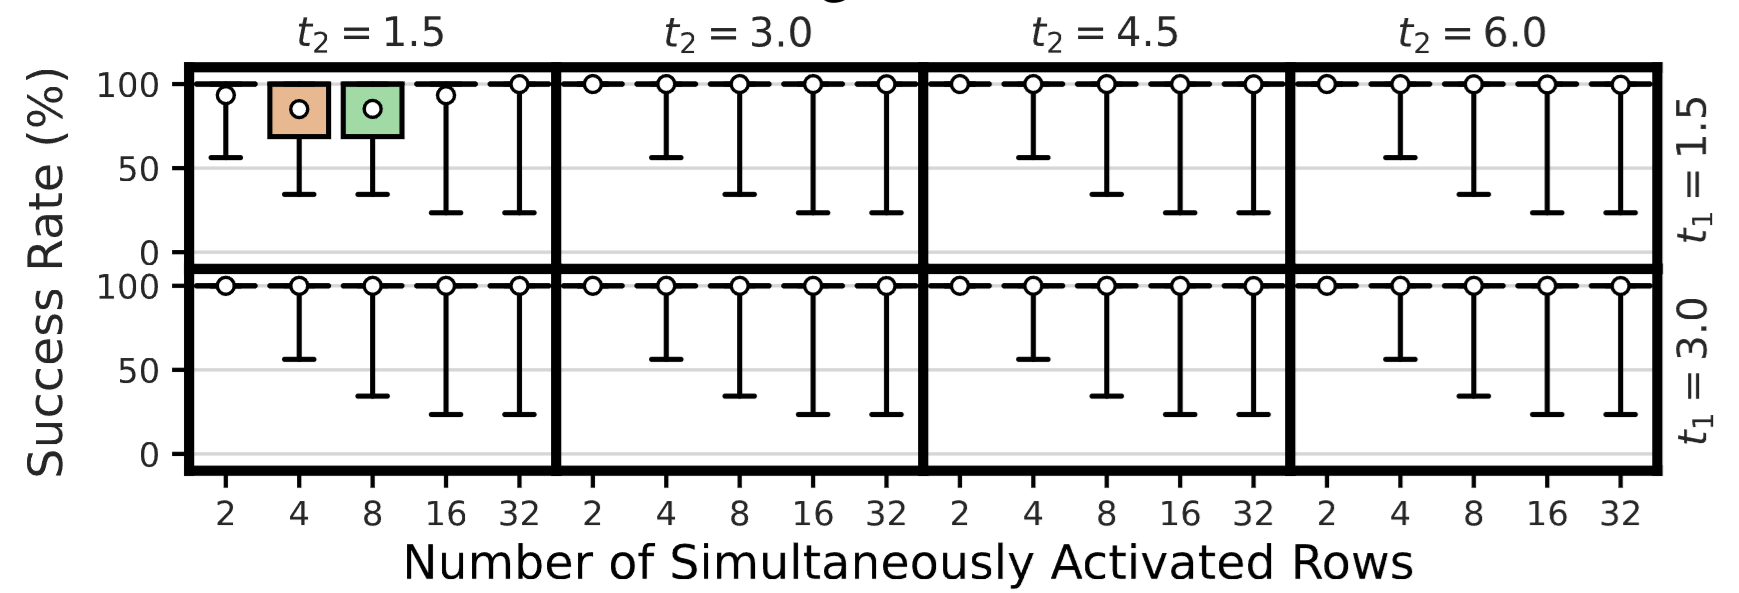 t₂ = 1.5 t₂ = 3.0 t₂ = 4.5 t₂ = 6.0
Success Rate (%)
100
50
0
t₁ = 1.5
100
50
0
t₁ = 3.0
2 4 8 16 32 2 4 8 16 32 2 4 8 16 32 2 4 8 16 32
Number of Simultaneously Activated Rows